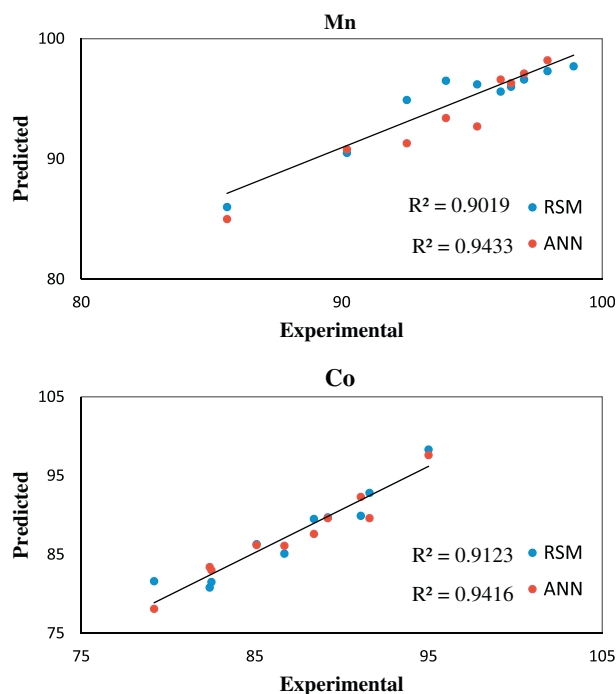 Mn
100
90
80
Predicted
R² = 0.9019 RSM
R² = 0.9433 ANN
80 90 100
Experimental
Co
105
95
85
75
Predicted
R² = 0.9123 RSM
R² = 0.9416 ANN
75 85 95 105
Experimental